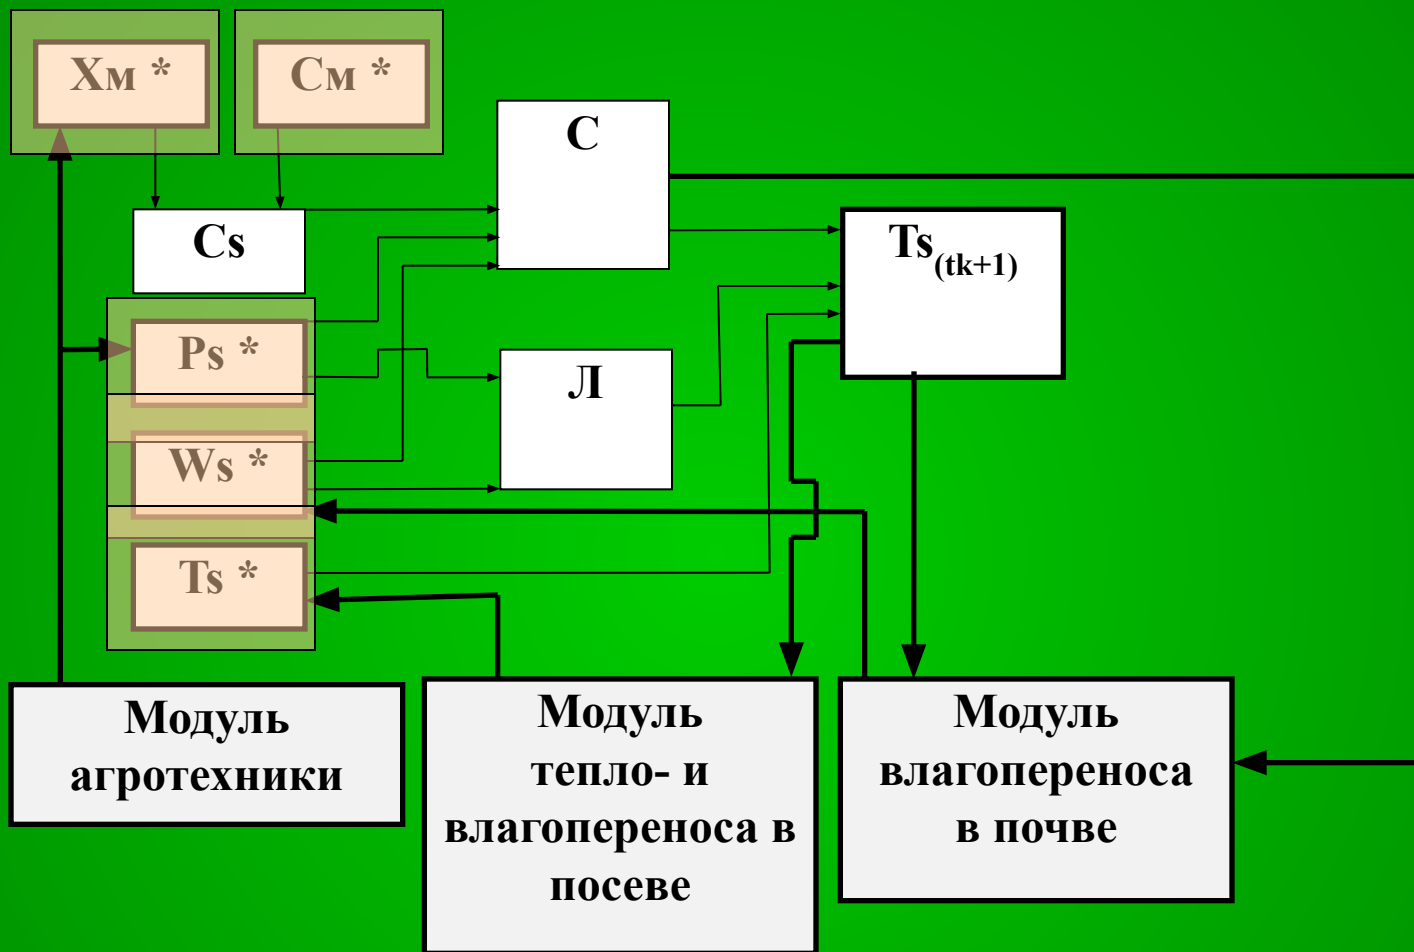 Хм *
См *
С
Cs
Ts(tk+1)
Ps *
Л
Ws *
Ts *
Модуль
агротехники
Модуль
тепло- и
влагопереноса в
посеве
Модуль
влагопереноса
в почве